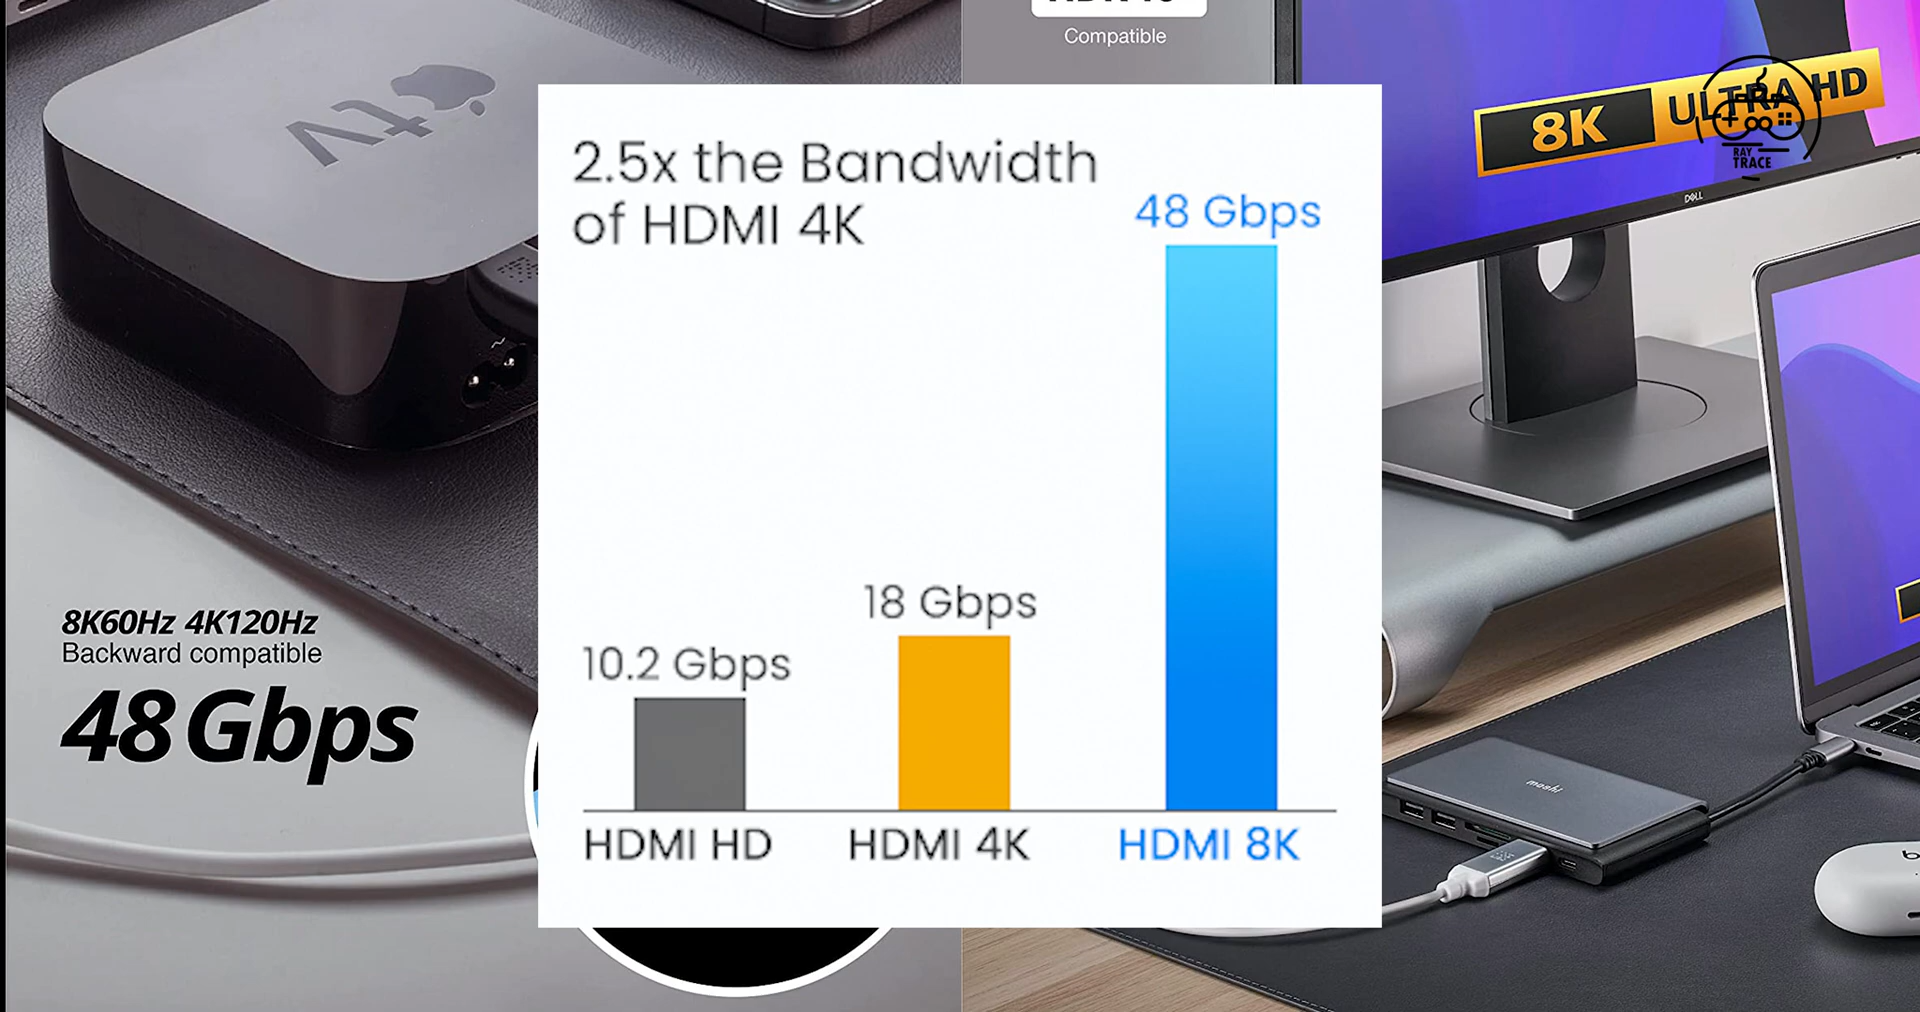 tv
Compatible
8K ULTRA HD
RAY
TRACE
DELL
2.5x the Bandwidth
of HDMI 4K
48 Gbps
18 Gbps
10.2 Gbps
HDMI HD
HDMI 4K
HDMI 8K
8K60Hz 4K120Hz
Backward compatible
48 Gbps
moshi